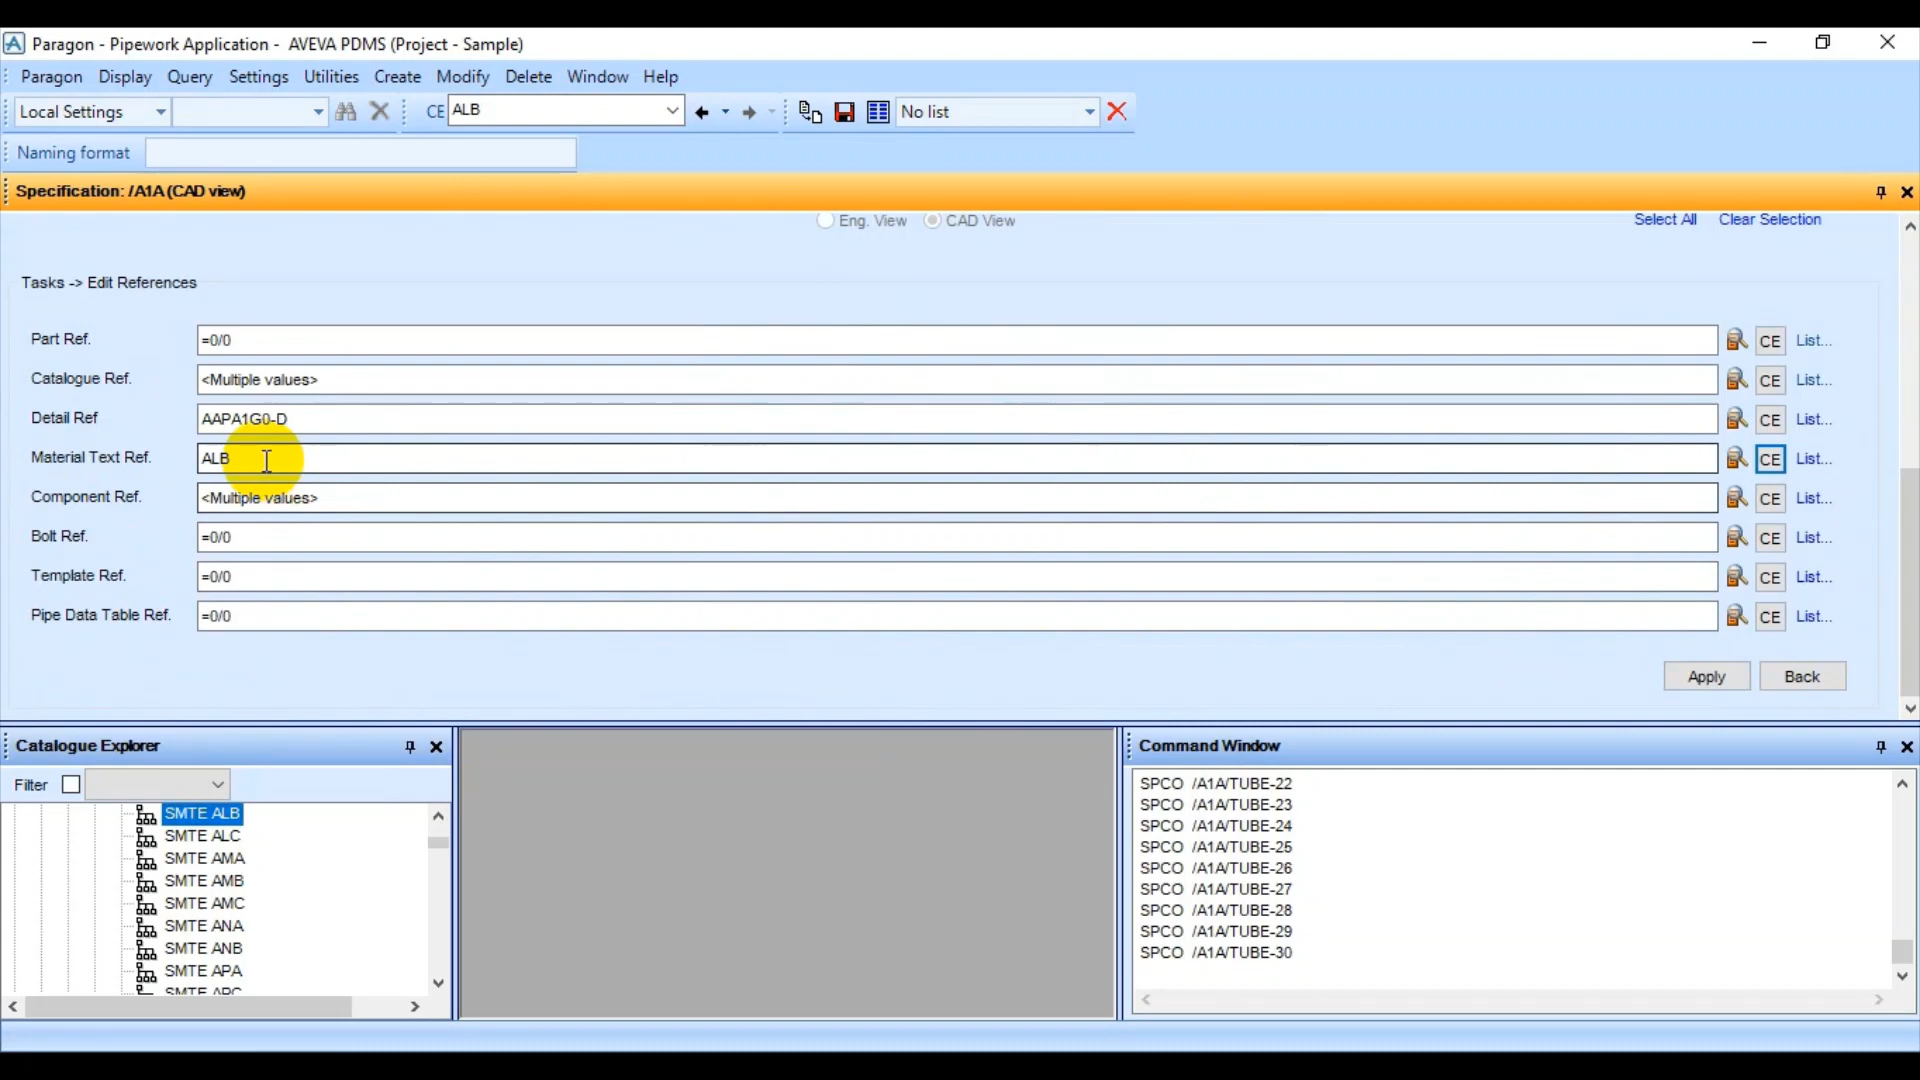 Paragon - Pipework Application - AVEVA PDMS (Project - Sample)
Paragon Display Query Settings Utilities Create Modify Delete Window Help
Local Settings CE ALB No list
Naming format
Specification: /A1A (CAD view)
Eng. View CAD View Select All Clear Selection
Tasks -> Edit References
Part Ref. =0/0 CE List...
Catalogue Ref. <Multiple values> CE List...
Detail Ref AAPA1G0-D CE List...
Material Text Ref. ALB CE List...
Component Ref. <Multiple values> CE List...
Bolt Ref. =0/0 CE List...
Template Ref. =0/0 CE List...
Pipe Data Table Ref. =0/0 CE List...
Apply Back
Catalogue Explorer
Filter
SMTE ALB
SMTE ALC
SMTE AMA
SMTE AMB
SMTE AMC
SMTE ANA
SMTE ANB
SMTE APA
SMTE APC
Command Window
SPCO /A1A/TUBE-22
SPCO /A1A/TUBE-23
SPCO /A1A/TUBE-24
SPCO /A1A/TUBE-25
SPCO /A1A/TUBE-26
SPCO /A1A/TUBE-27
SPCO /A1A/TUBE-28
SPCO /A1A/TUBE-29
SPCO /A1A/TUBE-30